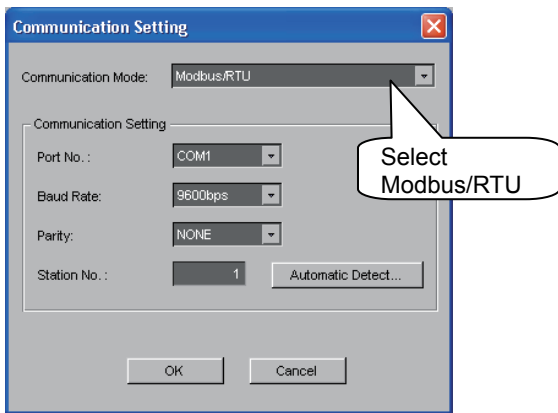 Communication Setting
Communication Mode: Modbus/RTU
Communication Setting
Port No. : COM1
Baud Rate: 9600bps
Parity: NONE
Station No. : 1 Automatic Detect...
OK Cancel
Select
Modbus/RTU